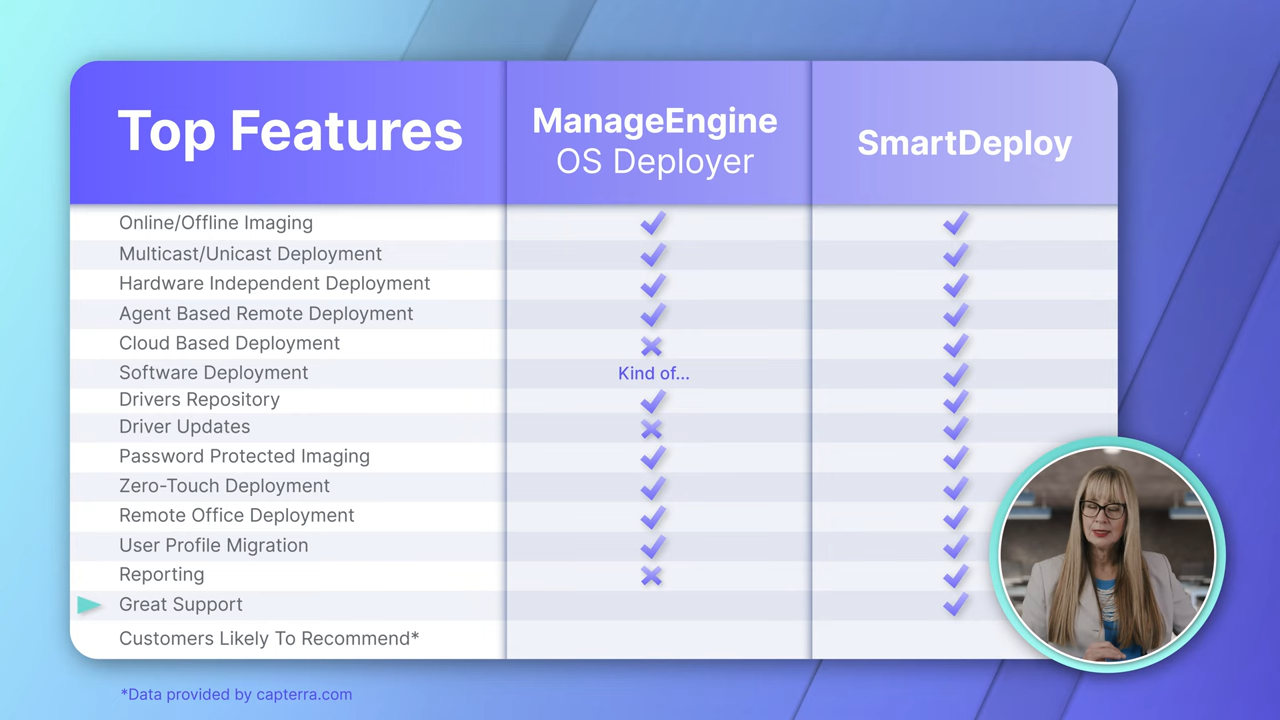 Top Features
ManageEngine
OS Deployer
SmartDeploy
Online/Offline Imaging
Multicast/Unicast Deployment
Hardware Independent Deployment
Agent Based Remote Deployment
Cloud Based Deployment
Software Deployment
Kind of...
Drivers Repository
Driver Updates
Password Protected Imaging
Zero-Touch Deployment
Remote Office Deployment
User Profile Migration
Reporting
Great Support
Customers Likely To Recommend*
*Data provided by capterra.com